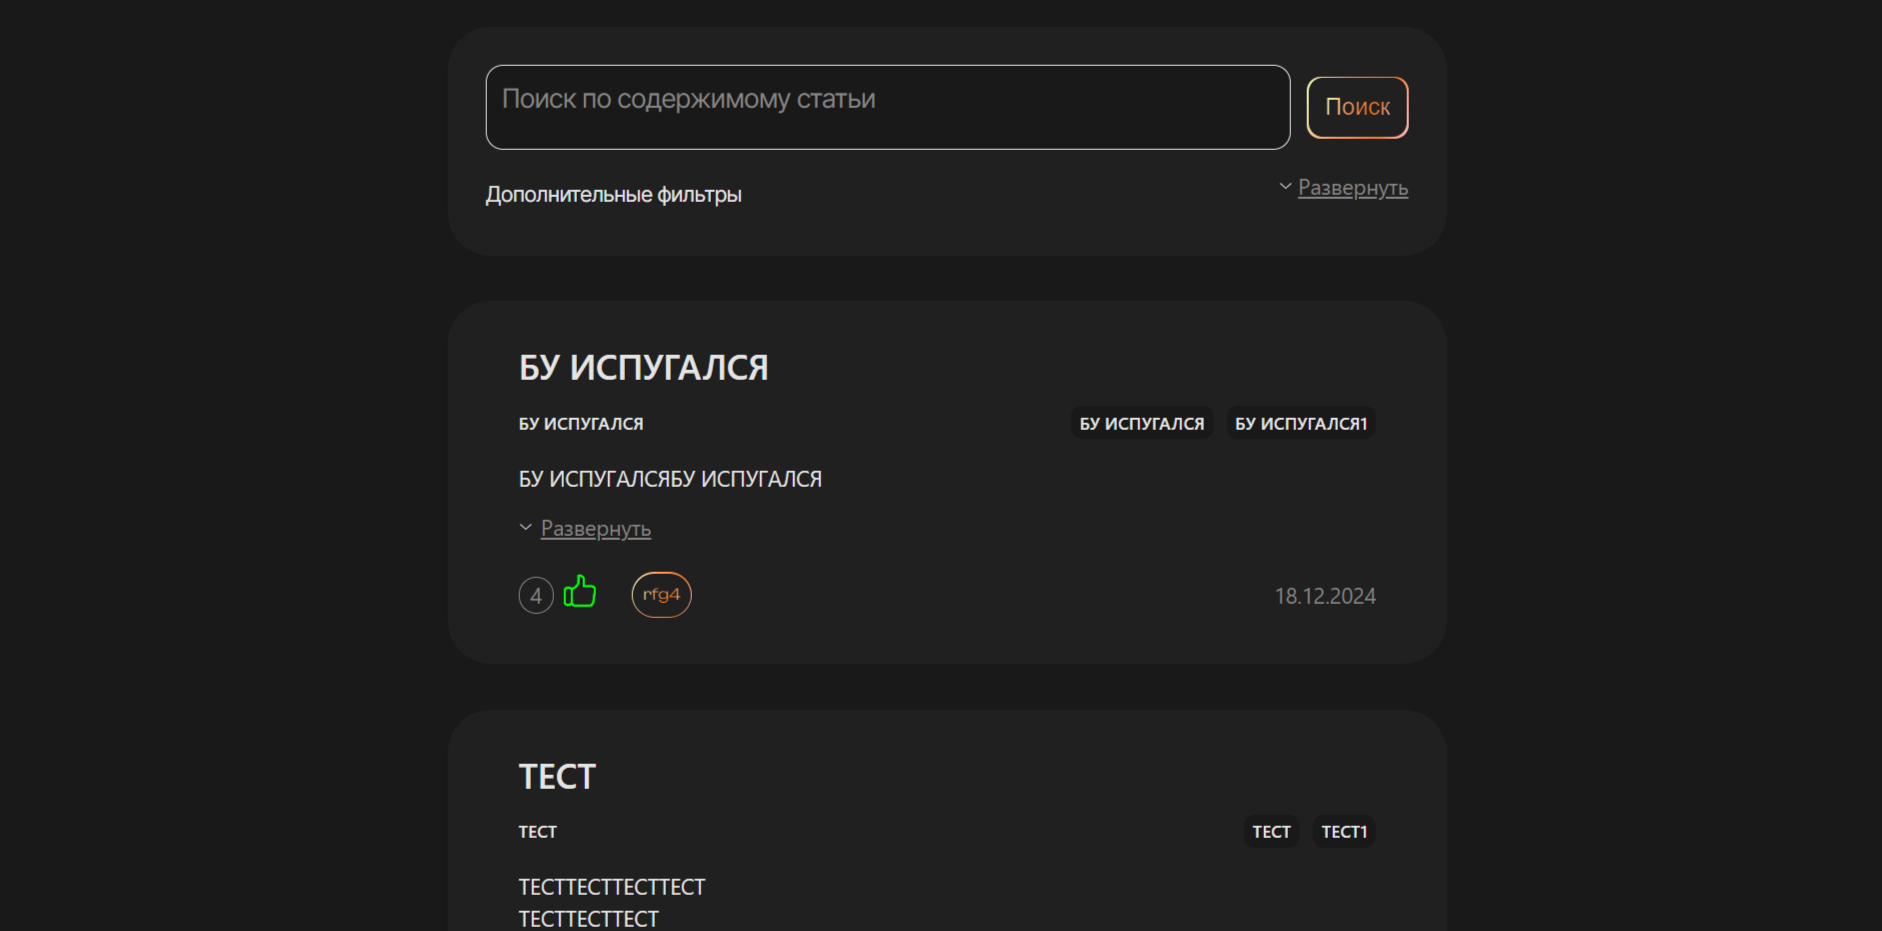 Поиск по содержимому статьи
Поиск
Дополнительные фильтры
Развернуть
БУ ИСПУГАЛСЯ
БУ ИСПУГАЛСЯ
БУ ИСПУГАЛСЯ
БУ ИСПУГАЛСЯ1
БУ ИСПУГАЛСЯБУ ИСПУГАЛСЯ
Развернуть
4
rfg4
18.12.2024
ТЕСТ
ТЕСТ
ТЕСТ
ТЕСТ1
ТЕСТТЕСТТЕСТТЕСТ
ТЕСТТЕСТТЕСТ